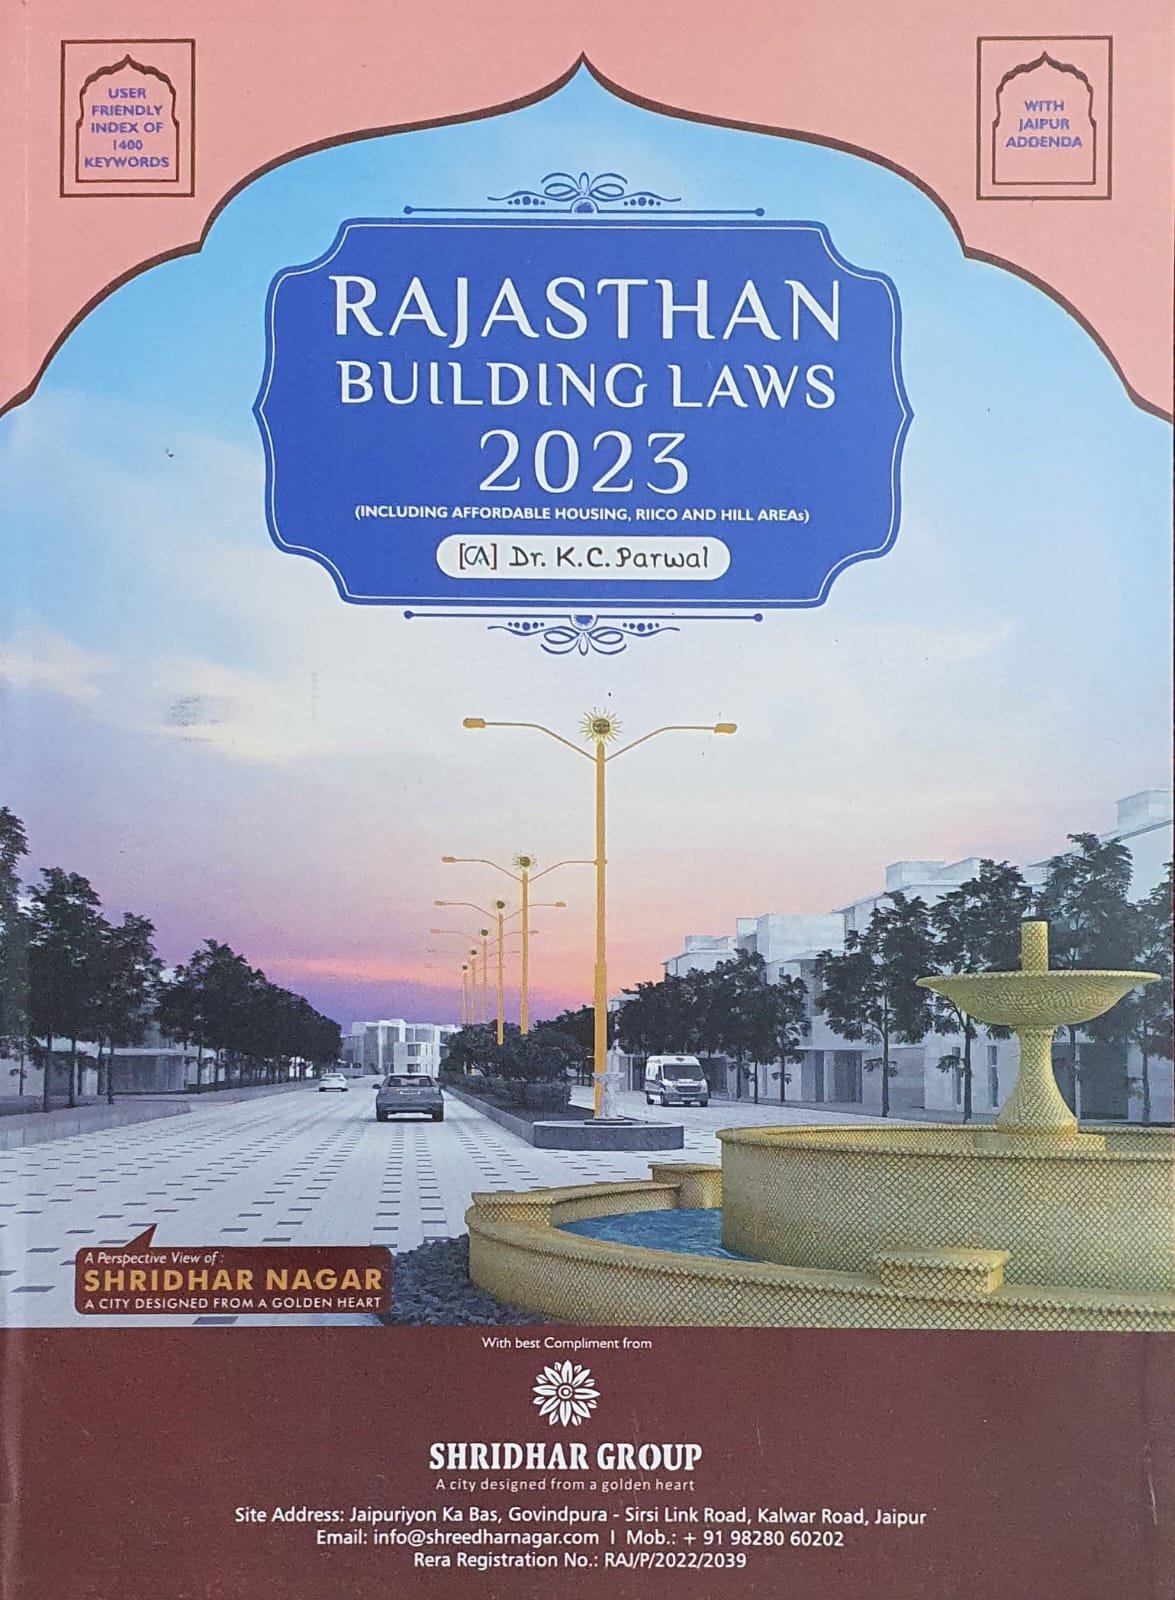 USER
FRIENDLY
INDEX OF
1400
KEYWORDS
WITH
JAIPUR
ADDENDA
RAJASTHAN
BUILDING LAWS
2023
(INCLUDING AFFORDABLE HOUSING, RIICO AND HILL AREAs)
[CA] Dr. K.C. Parwal
A Perspective View of :
SHRIDHAR NAGAR
A CITY DESIGNED FROM A GOLDEN HEART
With best Compliment from
SHRIDHAR GROUP
A city designed from a golden heart
Site Address: Jaipuriyon Ka Bas, Govindpura - Sirsi Link Road, Kalwar Road, Jaipur
Email: info@shreedharnagar.com I Mob.: + 91 98280 60202
Rera Registration No.: RAJ/P/2022/2039